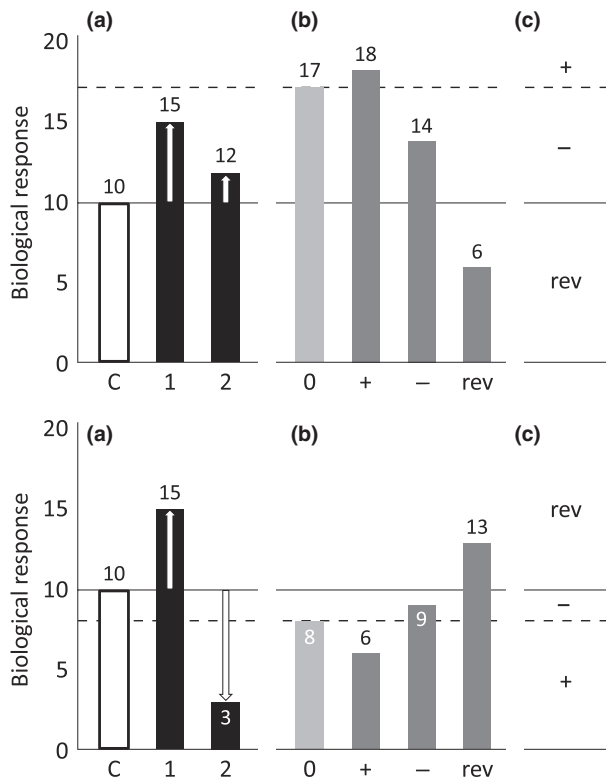 (a) (b) (c)
20
15
10
5
0
Biological response
10
15
12
C 1 2
17
18
14
6
0 + – rev
+
–
rev
(a) (b) (c)
20
15
10
5
0
Biological response
10
15
3
C 1 2
8
6
9
13
0 + – rev
rev
–
+